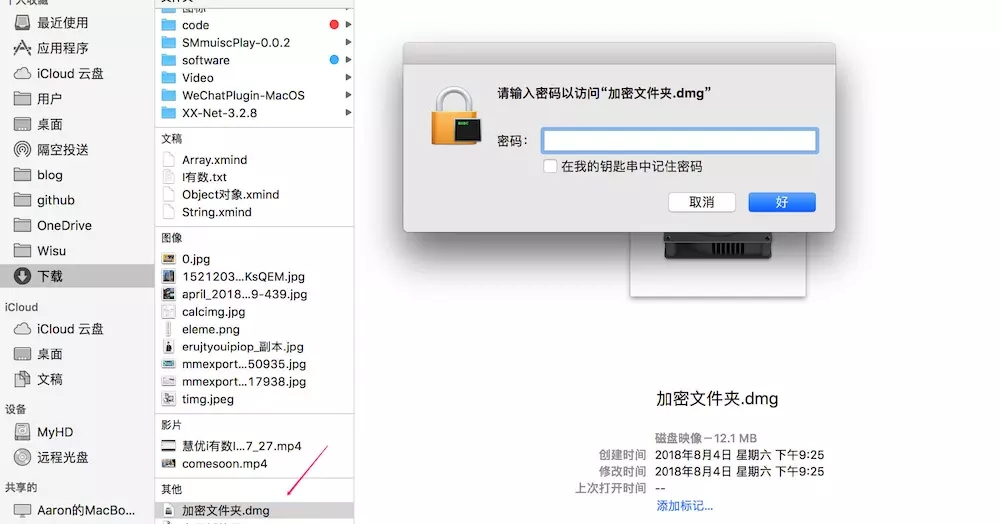 最近使用
应用程序
iCloud 云盘
用户
桌面
隔空投送
blog
github
OneDrive
Wisu
下载
iCloud
iCloud 云盘
桌面
文稿
设备
MyHD
远程光盘
共享的
Aaron的MacBo...
code
SMmuiscPlay-0.0.2
software
Video
WeChatPlugin-MacOS
XX-Net-3.2.8
文稿
Array.xmind
I有数.txt
Object对象.xmind
String.xmind
图像
0.jpg
1521203...KsQEM.jpg
april_2018...9-439.jpg
calcimg.jpg
eleme.png
erujtyouipiop_副本.jpg
mmexport...50935.jpg
mmexport...17938.jpg
timg.jpeg
影片
慧优i有数I...7_27.mp4
comesoon.mp4
其他
加密文件夹.dmg
请输入密码以访问“加密文件夹.dmg”
密码：
在我的钥匙串中记住密码
取消
好
加密文件夹.dmg
磁盘映像－12.1 MB
创建时间 2018年8月4日 星期六 下午9:25
修改时间 2018年8月4日 星期六 下午9:25
上次打开时间 --
添加标记...